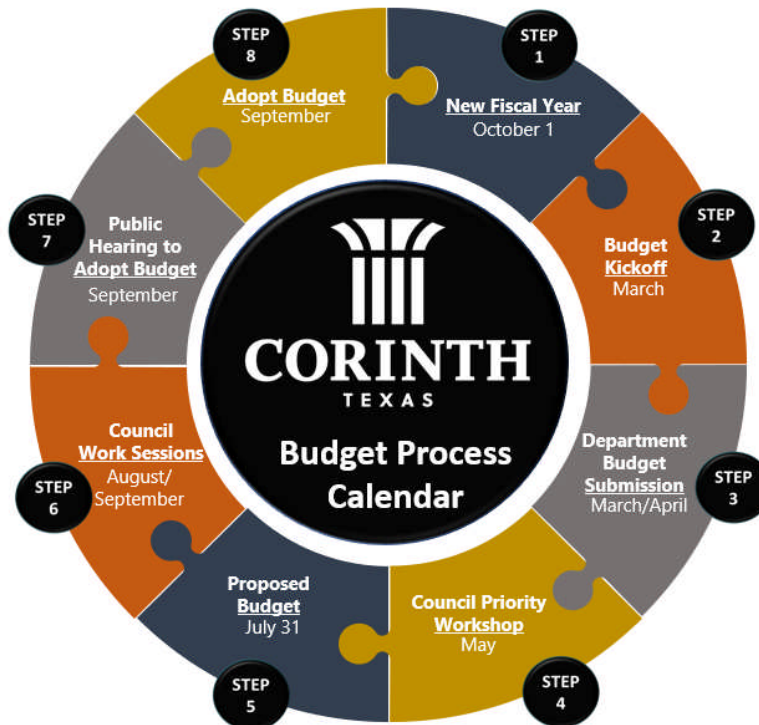 STEP
1
New Fiscal Year
October 1
STEP
2
Budget
Kickoff
March
STEP
3
Department
Budget
Submission
March/April
STEP
4
Council Priority
Workshop
May
STEP
5
Proposed
Budget
July 31
STEP
6
Council
Work Sessions
August/
September
STEP
7
Public
Hearing to
Adopt Budget
September
STEP
8
Adopt Budget
September
CORINTH
TEXAS
Budget Process
Calendar